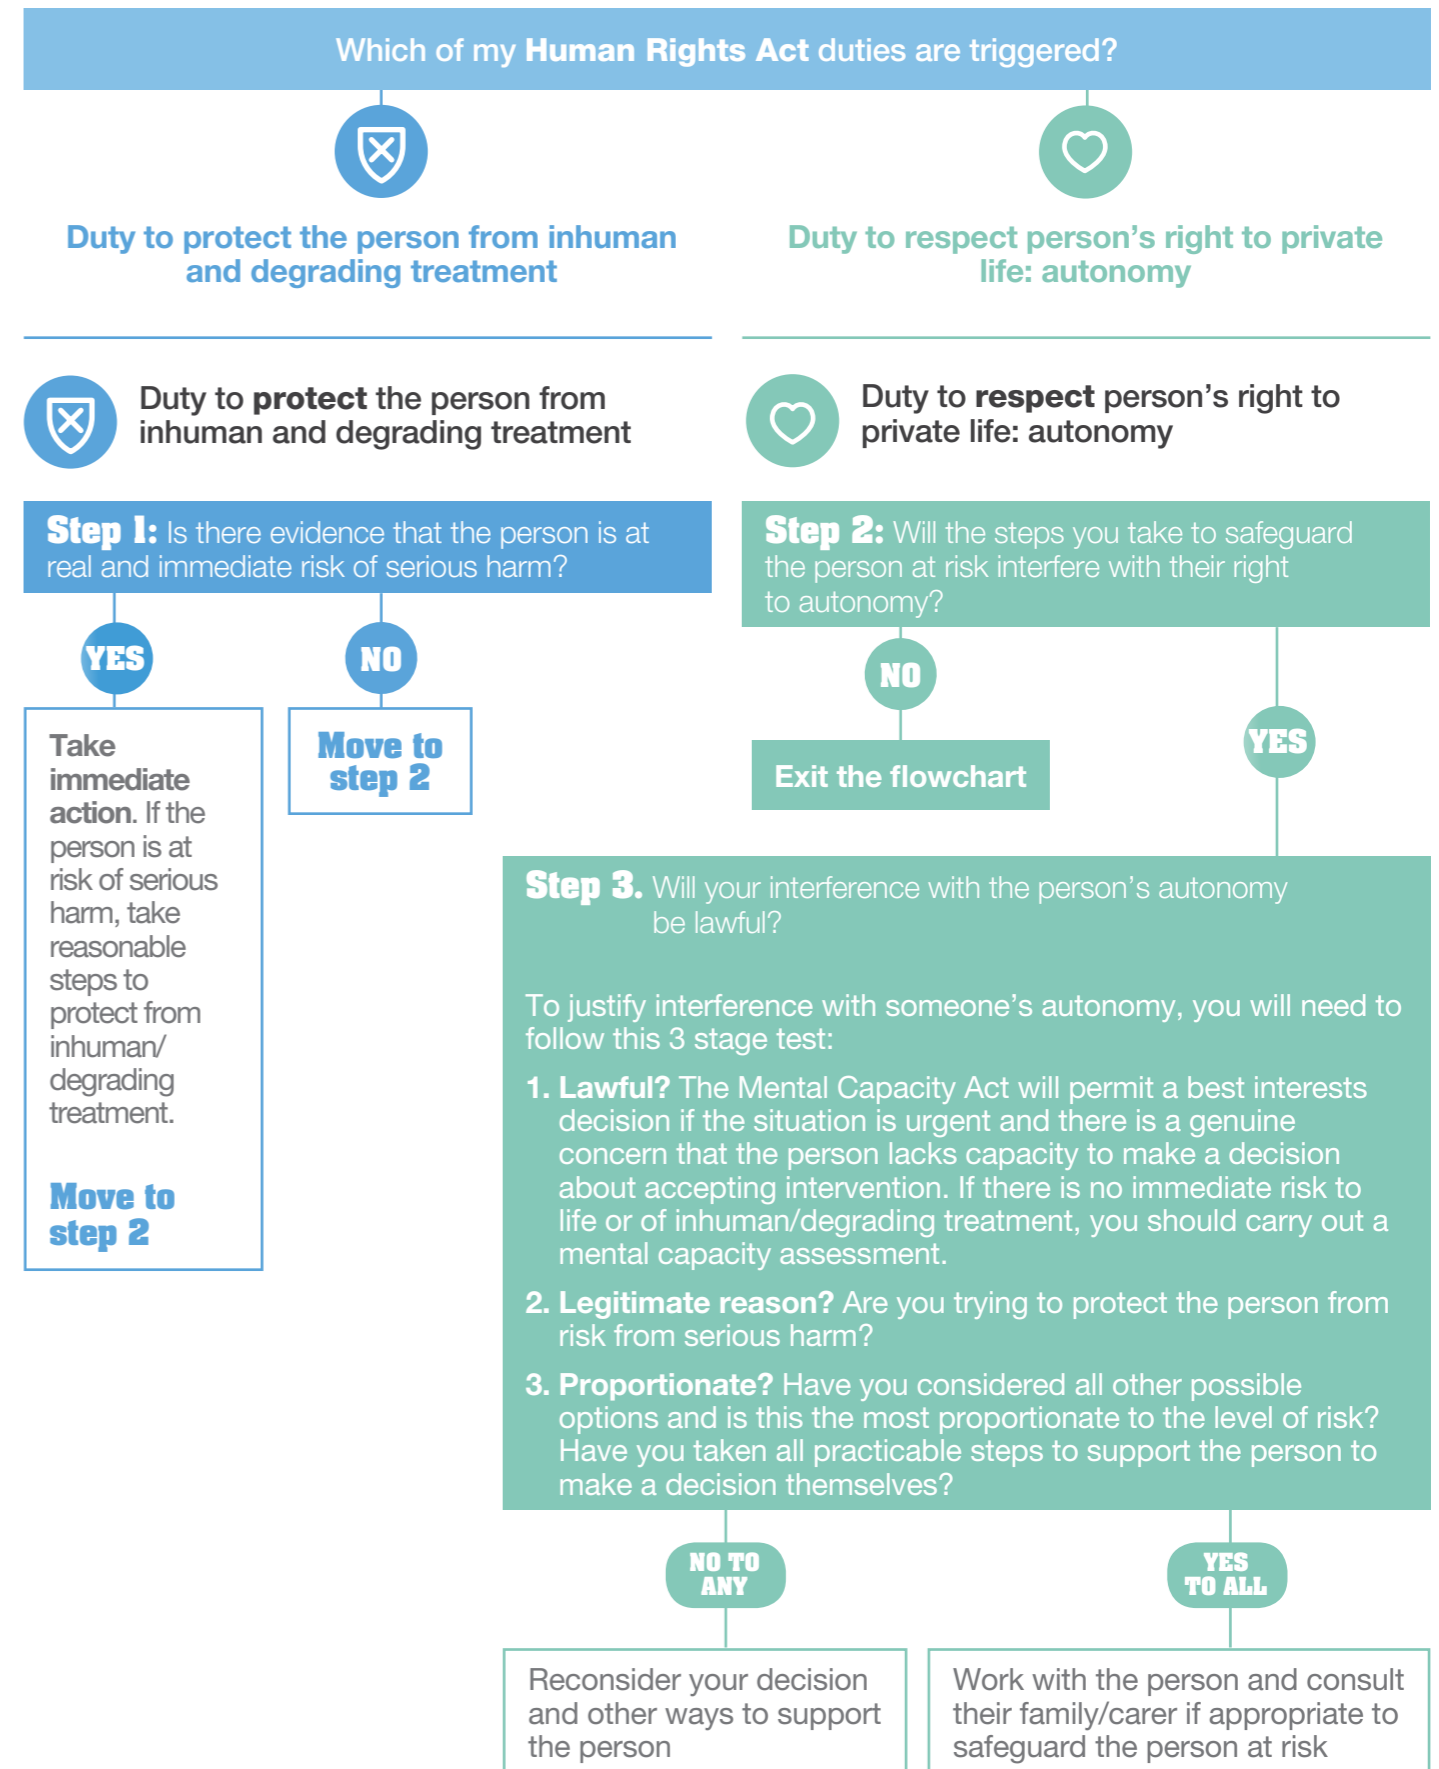 Which of my Human Rights Act duties are triggered?
Duty to protect the person from inhuman
and degrading treatment
Duty to respect person's right to private
life: autonomy
Duty to protect the person from
inhuman and degrading treatment
Duty to respect person's right to
private life: autonomy
Step 1: Is there evidence that the person is at
real and immediate risk of serious harm?
YES
NO
Take
immediate
action. If the
person is at
risk of serious
harm, take
reasonable
steps to
protect from
inhuman/
degrading
treatment.
Move to
step 2
Move to
step 2
Step 2: Will the steps you take to safeguard
the person at risk interfere with their right
to autonomy?
NO
YES
Exit the flowchart
Step 3. Will your interference with the person's autonomy
be lawful?
To justify interference with someone's autonomy, you will need to
follow this 3 stage test:
1. Lawful? The Mental Capacity Act will permit a best interests
decision if the situation is urgent and there is a genuine
concern that the person lacks capacity to make a decision
about accepting intervention. If there is no immediate risk to
life or of inhuman/degrading treatment, you should carry out a
mental capacity assessment.
2. Legitimate reason? Are you trying to protect the person from
risk from serious harm?
3. Proportionate? Have you considered all other possible
options and is this the most proportionate to the level of risk?
Have you taken all practicable steps to support the person to
make a decision themselves?
NO TO
ANY
YES
TO ALL
Reconsider your decision
and other ways to support
the person
Work with the person and consult
their family/carer if appropriate to
safeguard the person at risk